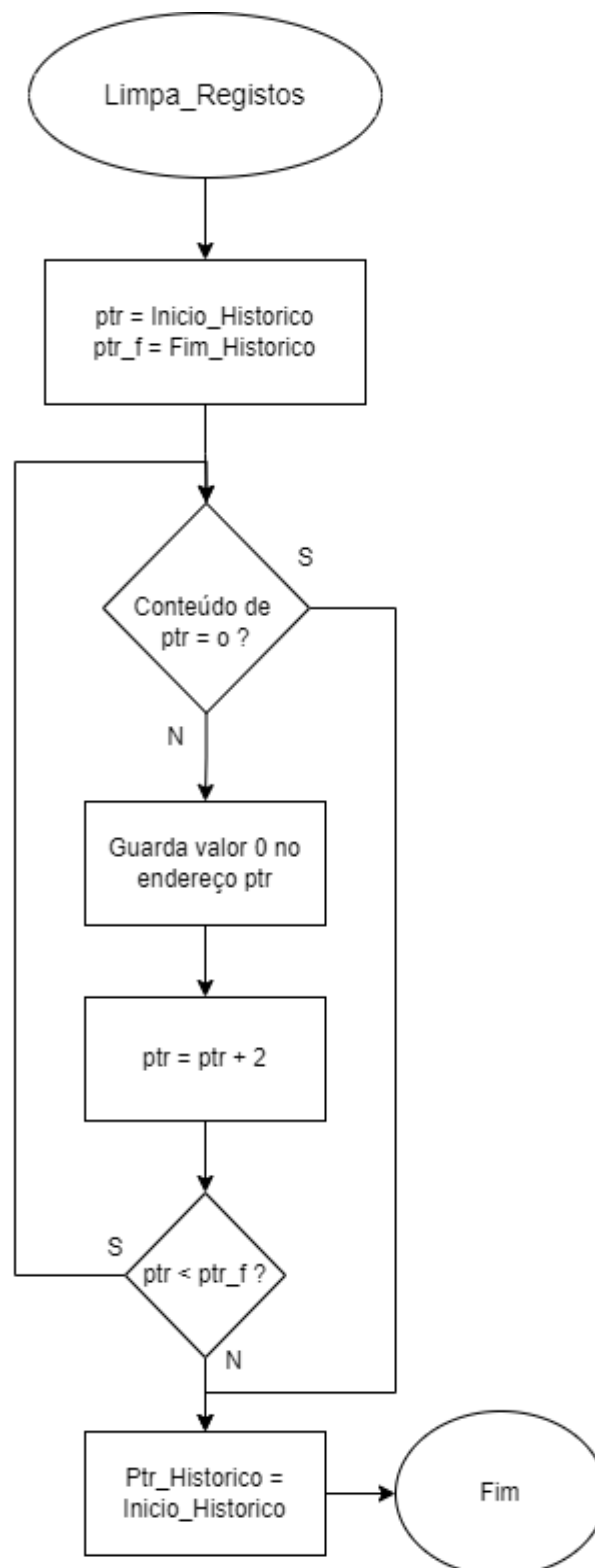 Limpa_Registos
ptr = Inicio_Historico
ptr_f = Fim_Historico
S
Conteúdo de
ptr = o ?
N
Guarda valor 0 no
endereço ptr
ptr = ptr + 2
S
ptr < ptr_f ?
N
Ptr_Historico =
Inicio_Historico
Fim